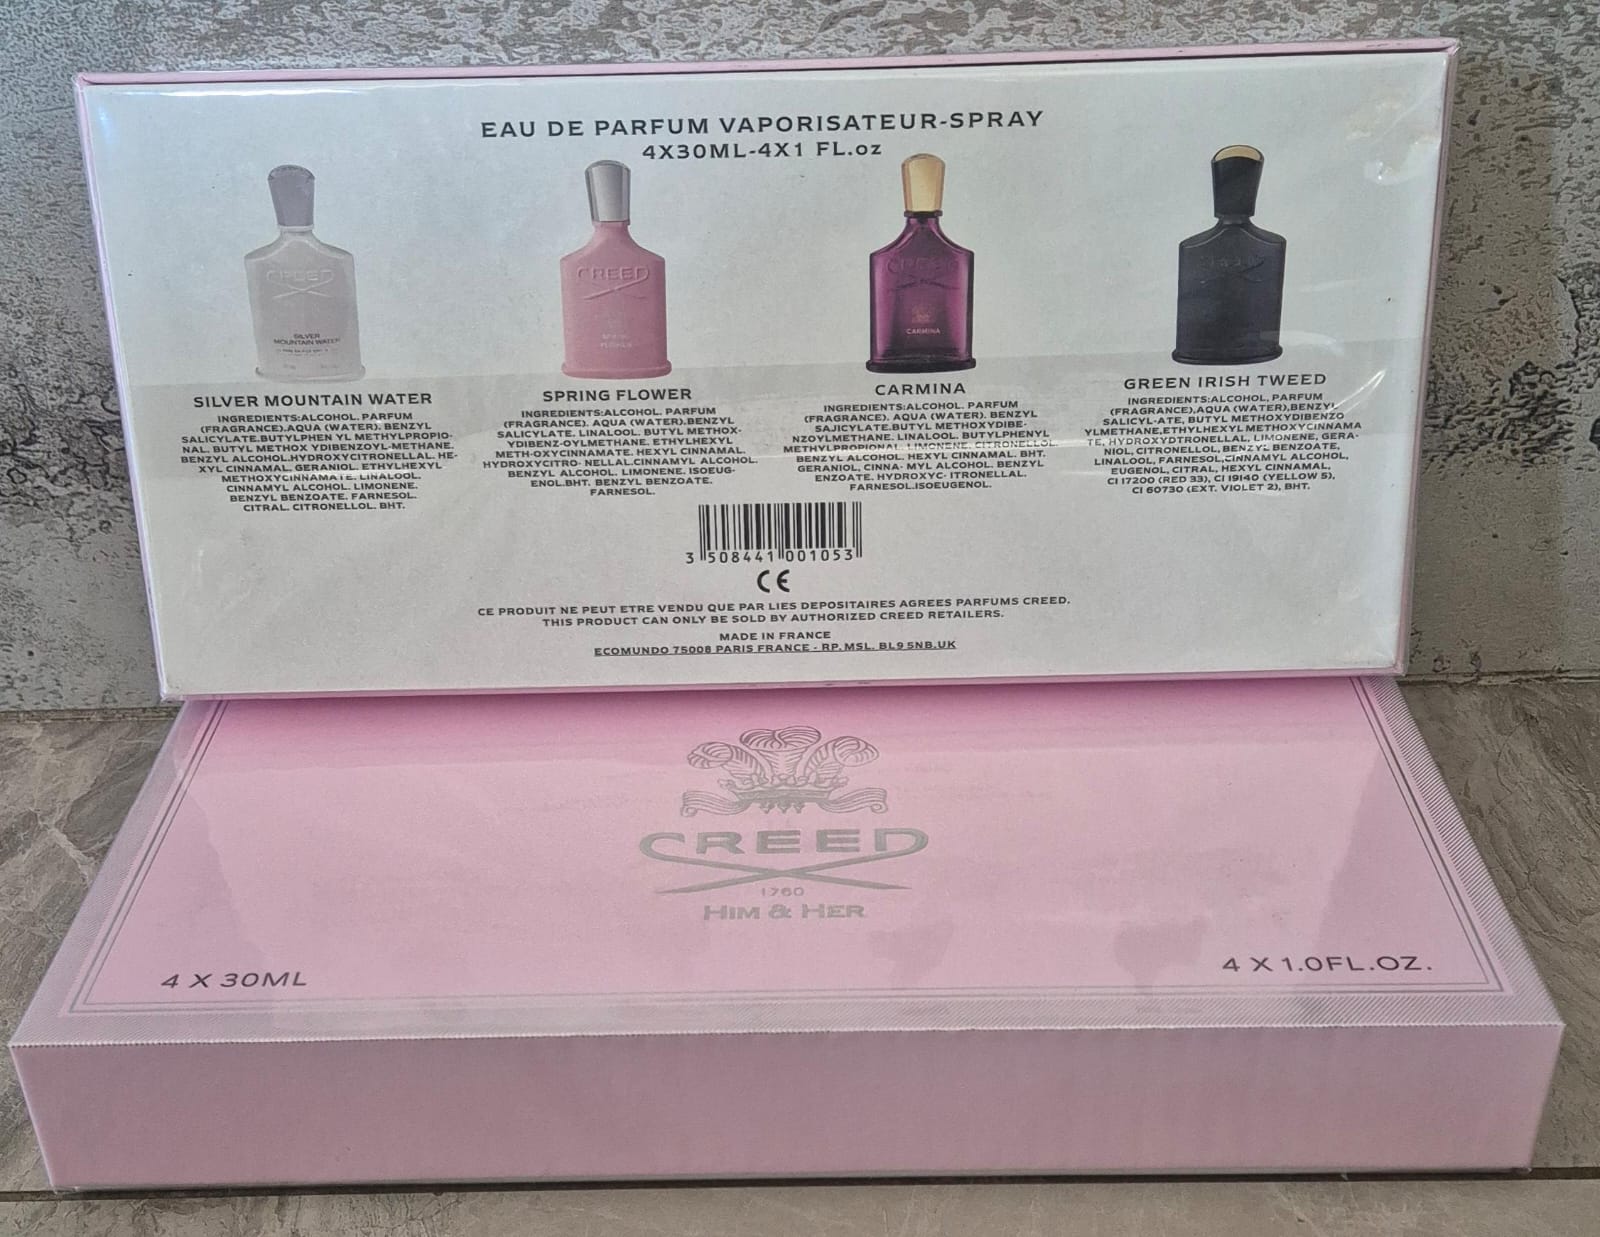 EAU DE PARFUM VAPORISATEUR-SPRAY
4X30ML-4X1 FL.oz
CREED
SILVER
MOUNTAIN WATER
CREED
SPRING
FLOWER
CREED
CARMINA
CREED
SILVER MOUNTAIN WATER
INGREDIENTS:ALCOHOL. PARFUM
(FRAGRANCE).AQUA (WATER). BENZYL
SALICYLATE.BUTYLPHEN YL METHYLPROPIO-
NAL. BUTYL METHOX YDIBENZOYL-METHANE.
BENZYL ALCOHOL.HYDROXYCITRONELLAL. HE-
XYL CINNAMAL. GERANIOL. ETHYLHEXYL
METHOXYCINNAMATE. LINALOOL.
CINNAMYL ALCOHOL. LIMONENE.
BENZYL BENZOATE. FARNESOL.
CITRAL. CITRONELLOL. BHT.
SPRING FLOWER
INGREDIENTS:ALCOHOL. PARFUM
(FRAGRANCE). AQUA (WATER).BENZYL
SALICYLATE. LINALOOL. BUTYL METHOX-
YDIBENZ-OYLMETHANE. ETHYLHEXYL
METH-OXYCINNAMATE. HEXYL CINNAMAL.
HYDROXYCITRO- NELLAL.CINNAMYL ALCOHOL.
BENZYL ALCOHOL. LIMONENE. ISOEUG-
ENOL.BHT. BENZYL BENZOATE.
FARNESOL.
CARMINA
INGREDIENTS:ALCOHOL. PARFUM
(FRAGRANCE). AQUA (WATER). BENZYL
SAJICYLATE.BUTYL METHOXYDIBE-
NZOYLMETHANE. LINALOOL. BUTYLPHENYL
METHYLPROPIONAL. LIMONENE. CITRONELLOL.
BENZYL ALCOHOL. HEXYL CINNAMAL. BHT.
GERANIOL, CINNA- MYL ALCOHOL. BENZYL
ENZOATE. HYDROXYC- ITRONELLAL.
FARNESOL.ISOEUGENOL.
GREEN IRISH TWEED
INGREDIENTS:ALCOHOL, PARFUM
(FRAGRANCE),AQUA (WATER),BENZYL
SALICYL-ATE, BUTYL METHOXYDIBENZO
YLMETHANE,ETHYLHEXYL METHOXYCINNAMA
TE, HYDROXYDTRONELLAL, LIMONENE, GERA-
NIOL, CITRONELLOL, BENZYL BENZOATE,
LINALOOL, FARNESOL,CINNAMYL ALCOHOL,
EUGENOL, CITRAL, HEXYL CINNAMAL,
CI 17200 (RED 33), CI 19140 (YELLOW 5),
CI 60730 (EXT. VIOLET 2), BHT.
3 508441 001053
CE
CE PRODUIT NE PEUT ETRE VENDU QUE PAR LIES DEPOSITAIRES AGREES PARFUMS CREED.
THIS PRODUCT CAN ONLY BE SOLD BY AUTHORIZED CREED RETAILERS.
MADE IN FRANCE
ECOMUNDO 75008 PARIS FRANCE - RP. MSL. BL9 5NB.UK
CREED
1760
HIM & HER
4 X 30ML
4 X 1.0FL.OZ.